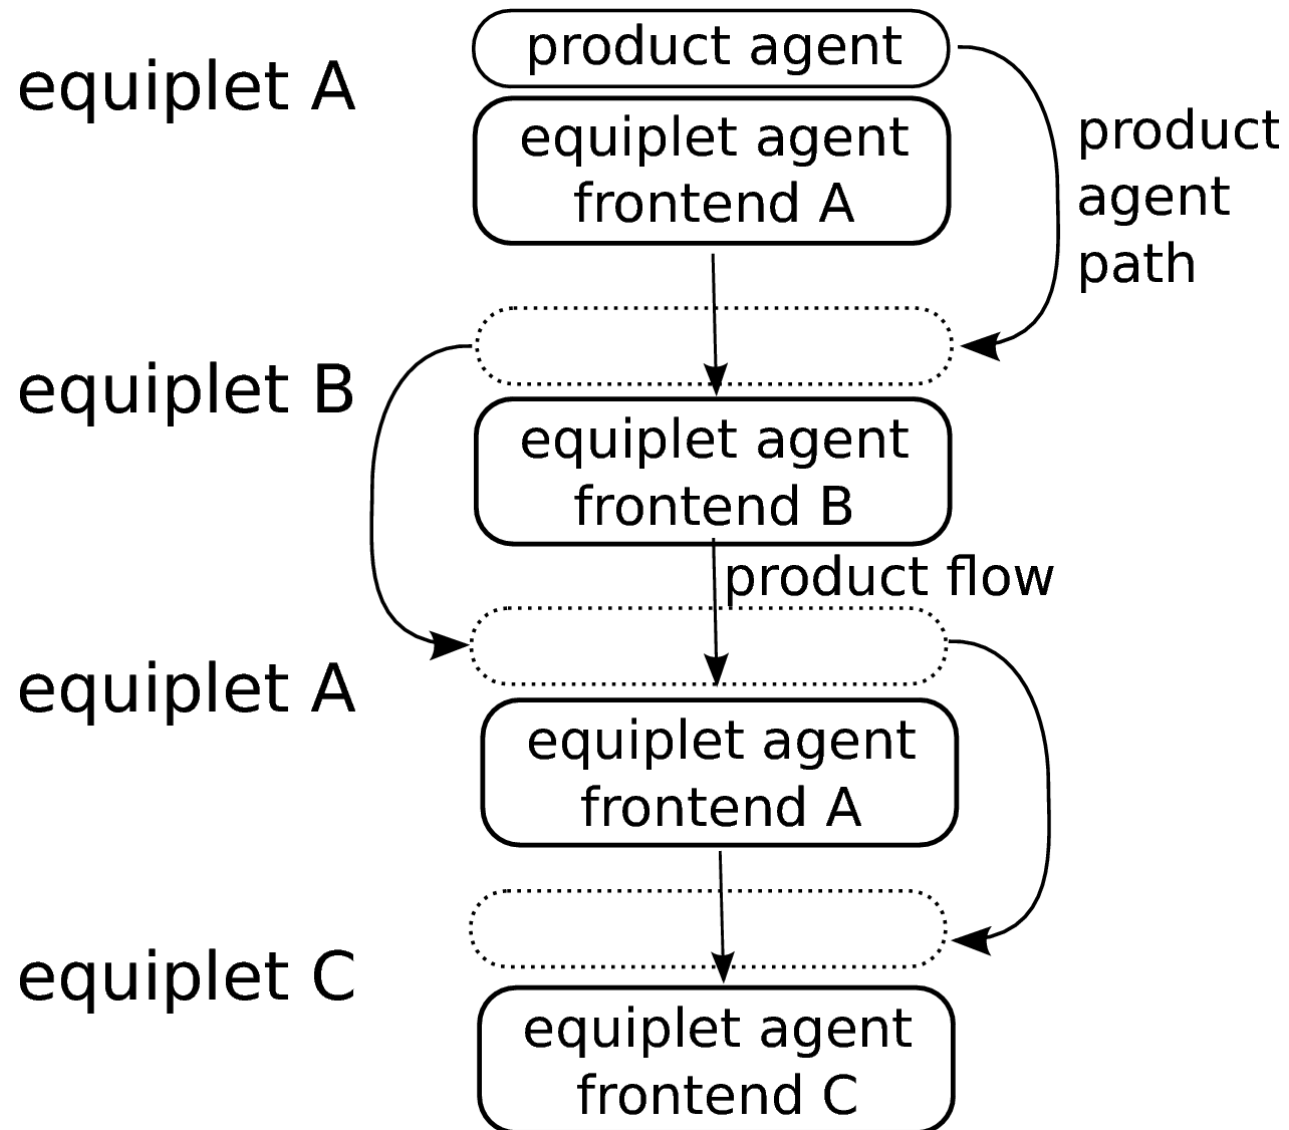 product agent
equiplet A
equiplet agent
frontend A
product
agent
path
equiplet B
equiplet agent
frontend B
product flow
equiplet A
equiplet agent
frontend A
equiplet C
equiplet agent
frontend C